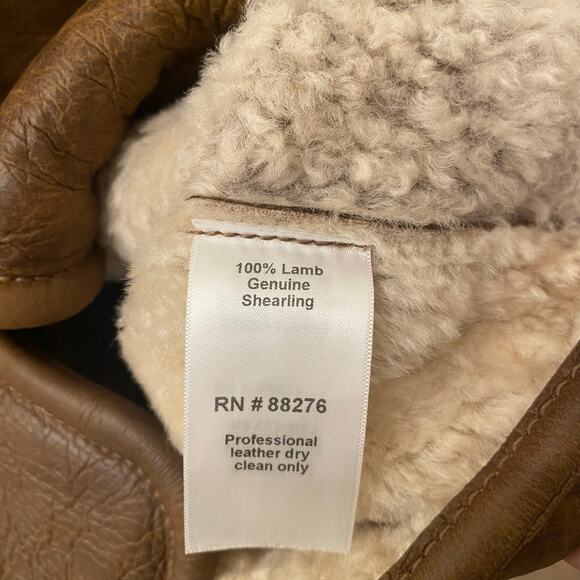 100% Lamb
Genuine
Shearling
RN # 88276
Professional
leather dry
clean only